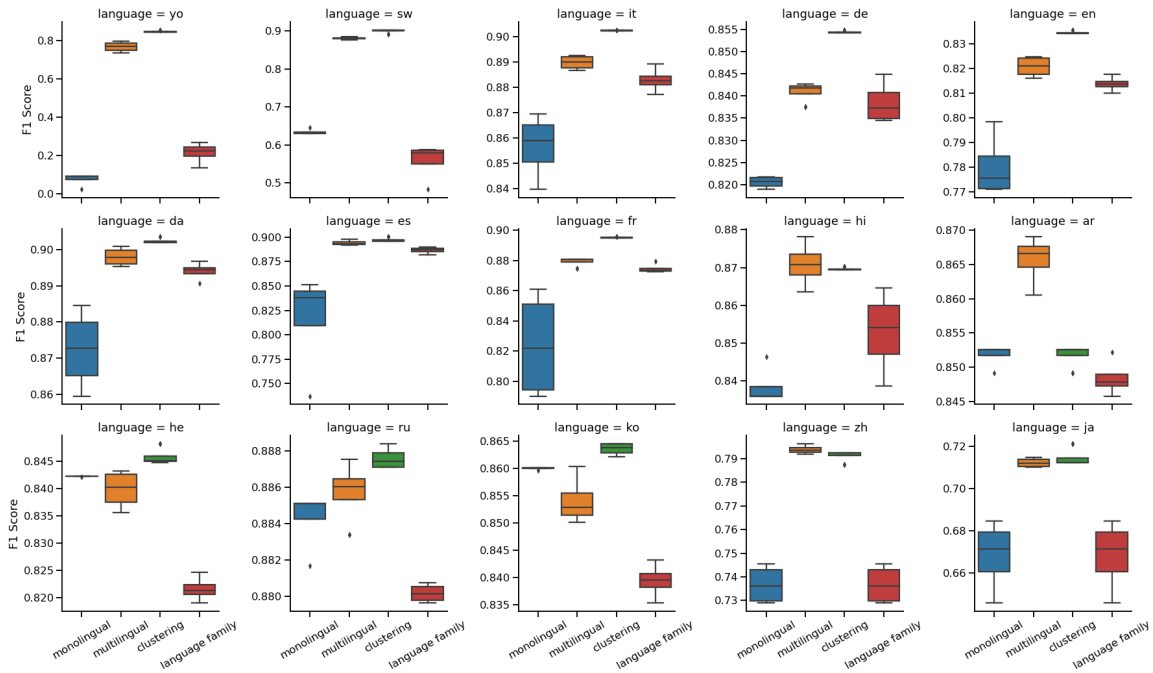 language = yo
language = sw
language = it
language = de
language = en
F1 Score
0.8
0.6
0.4
0.2
0.0
0.9
0.8
0.7
0.6
0.5
0.90
0.89
0.88
0.87
0.86
0.85
0.84
0.855
0.850
0.845
0.840
0.835
0.830
0.825
0.820
0.83
0.82
0.81
0.80
0.79
0.78
0.77
language = da
language = es
language = fr
language = hi
language = ar
F1 Score
0.90
0.89
0.88
0.87
0.86
0.900
0.875
0.850
0.825
0.800
0.775
0.750
0.90
0.88
0.86
0.84
0.82
0.80
0.88
0.87
0.86
0.85
0.84
0.870
0.865
0.860
0.855
0.850
0.845
language = he
language = ru
language = ko
language = zh
language = ja
F1 Score
0.845
0.840
0.835
0.830
0.825
0.820
0.888
0.886
0.884
0.882
0.880
0.865
0.860
0.855
0.850
0.845
0.840
0.835
0.79
0.78
0.77
0.76
0.75
0.74
0.73
0.72
0.70
0.68
0.66
monolingual
multilingual
clustering
language family
monolingual
multilingual
clustering
language family
monolingual
multilingual
clustering
language family
monolingual
multilingual
clustering
language family
monolingual
multilingual
clustering
language family